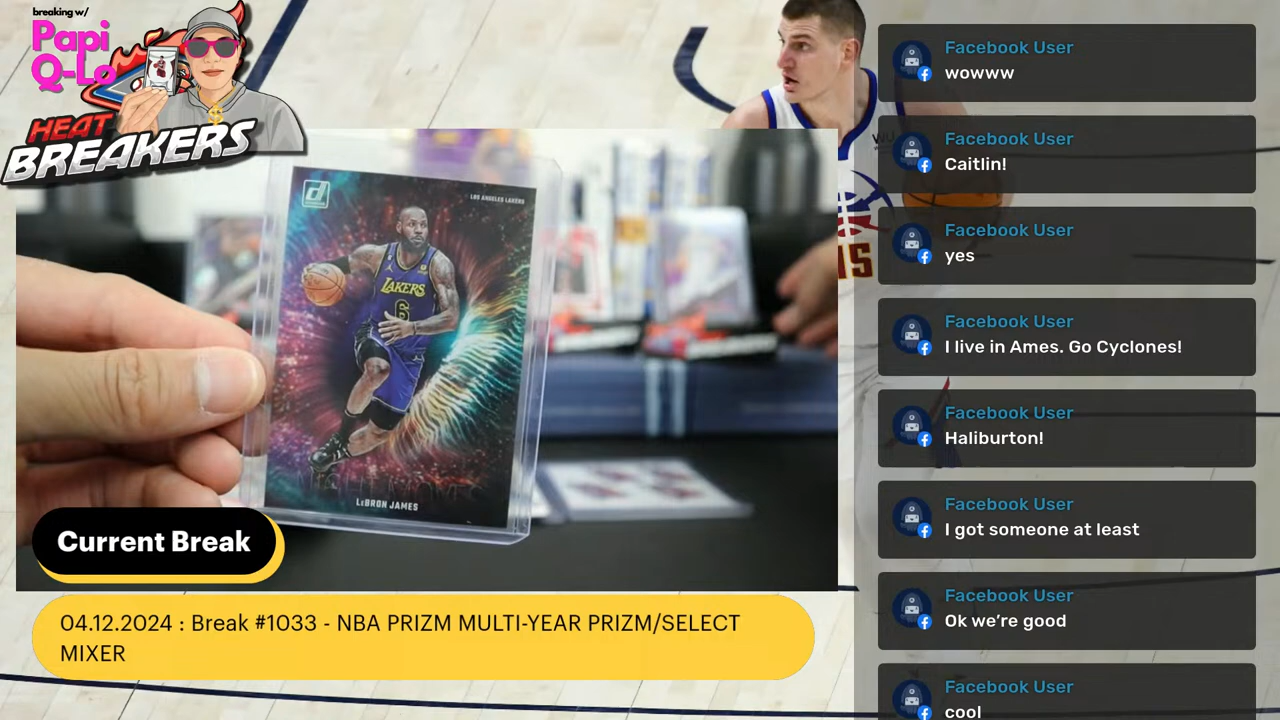 breaking w/
Papi
Q-Lo
HEAT
BREAKERS
LOS ANGELES LAKERS
LAKERS
6
LEBRON JAMES
Current Break
04.12.2024 : Break #1033 - NBA PRIZM MULTI-YEAR PRIZM/SELECT
MIXER
15
Facebook User
wowww
Facebook User
Caitlin!
Facebook User
yes
Facebook User
I live in Ames. Go Cyclones!
Facebook User
Haliburton!
Facebook User
I got someone at least
Facebook User
Ok we’re good
Facebook User
cool